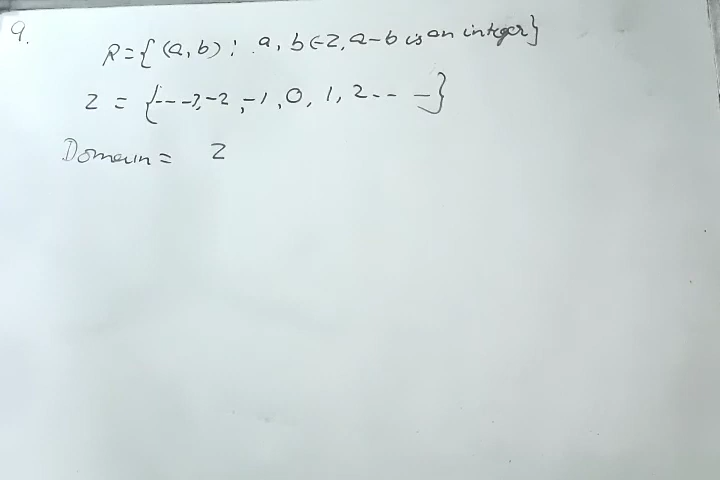 9.
R={(a,b): a, b∈Z, a-b is an integer}
Z = {-----3,-2,-1,0,1,2-----}
Domain = Z